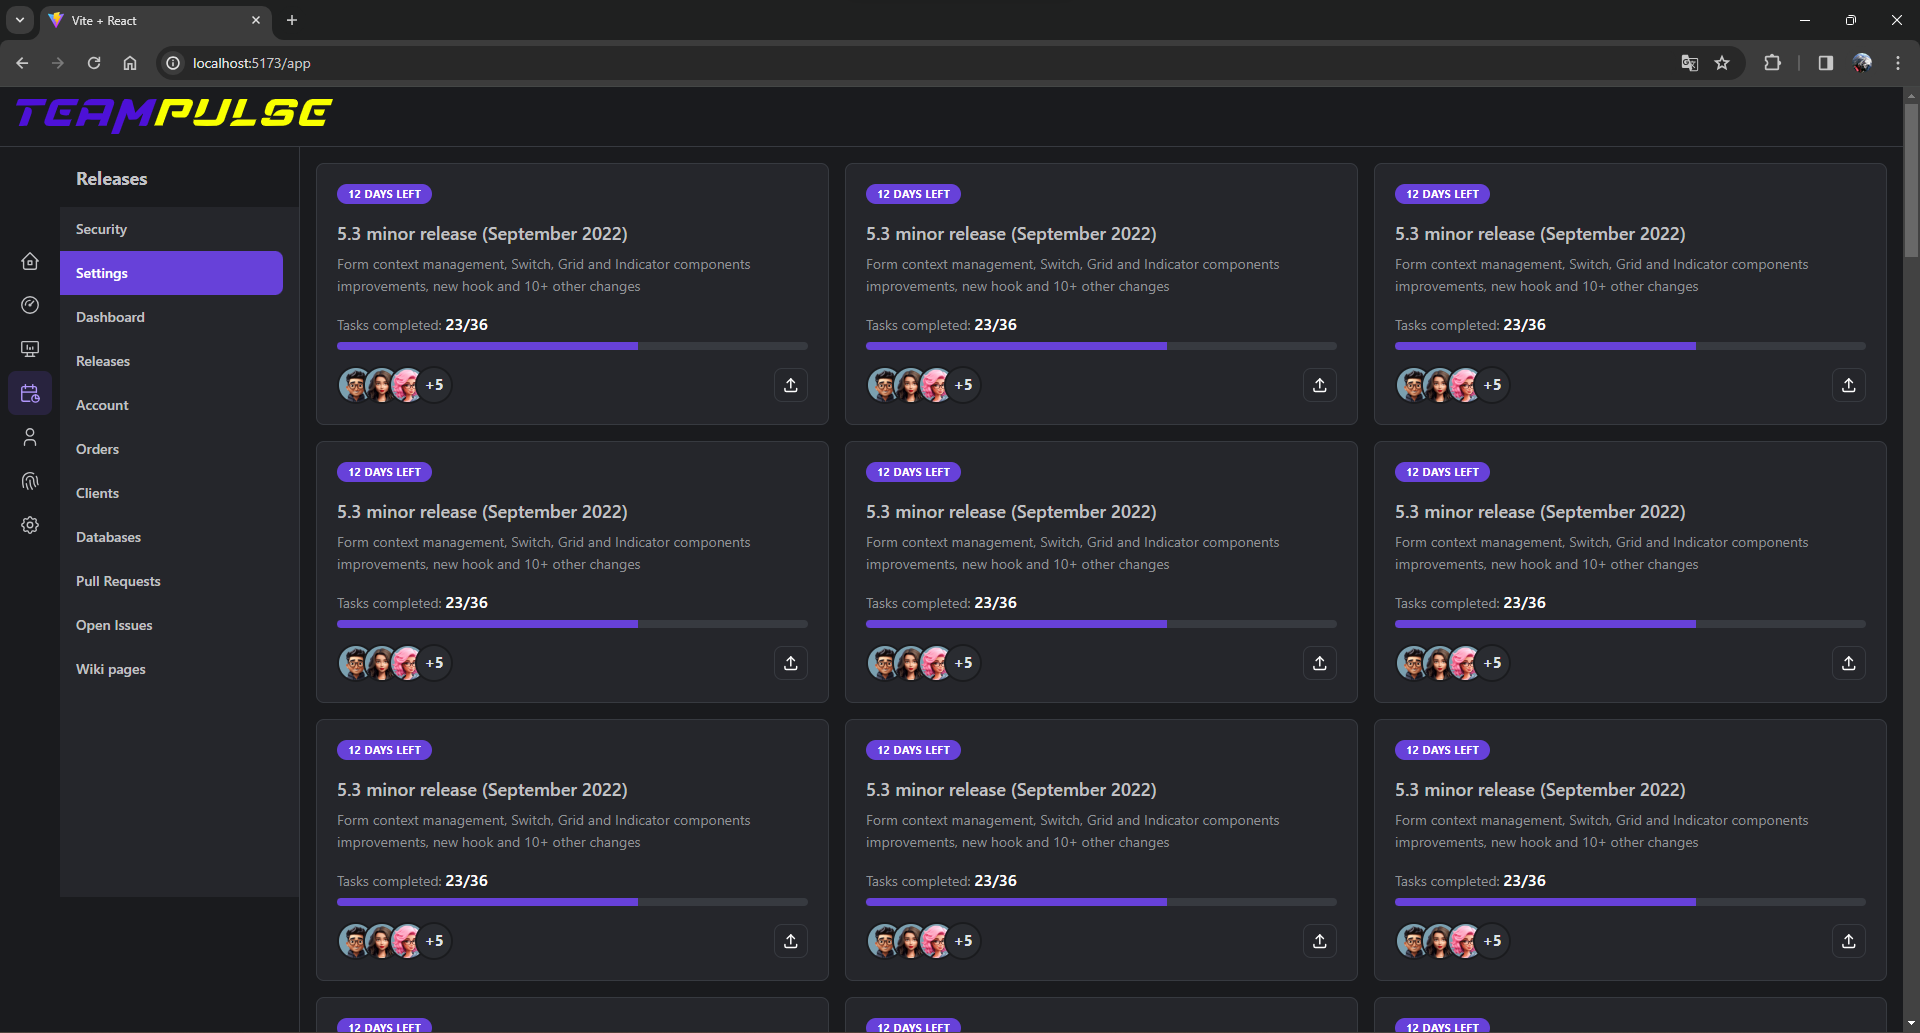 Vite + React
localhost:5173/app
TEAMPULSE
Releases
Security
Settings
Dashboard
Releases
Account
Orders
Clients
Databases
Pull Requests
Open Issues
Wiki pages
12 DAYS LEFT
5.3 minor release (September 2022)
Form context management, Switch, Grid and Indicator components
improvements, new hook and 10+ other changes
Tasks completed: 23/36
+5
12 DAYS LEFT
5.3 minor release (September 2022)
Form context management, Switch, Grid and Indicator components
improvements, new hook and 10+ other changes
Tasks completed: 23/36
+5
12 DAYS LEFT
5.3 minor release (September 2022)
Form context management, Switch, Grid and Indicator components
improvements, new hook and 10+ other changes
Tasks completed: 23/36
+5
12 DAYS LEFT
5.3 minor release (September 2022)
Form context management, Switch, Grid and Indicator components
improvements, new hook and 10+ other changes
Tasks completed: 23/36
+5
12 DAYS LEFT
5.3 minor release (September 2022)
Form context management, Switch, Grid and Indicator components
improvements, new hook and 10+ other changes
Tasks completed: 23/36
+5
12 DAYS LEFT
5.3 minor release (September 2022)
Form context management, Switch, Grid and Indicator components
improvements, new hook and 10+ other changes
Tasks completed: 23/36
+5
12 DAYS LEFT
5.3 minor release (September 2022)
Form context management, Switch, Grid and Indicator components
improvements, new hook and 10+ other changes
Tasks completed: 23/36
+5
12 DAYS LEFT
5.3 minor release (September 2022)
Form context management, Switch, Grid and Indicator components
improvements, new hook and 10+ other changes
Tasks completed: 23/36
+5
12 DAYS LEFT
5.3 minor release (September 2022)
Form context management, Switch, Grid and Indicator components
improvements, new hook and 10+ other changes
Tasks completed: 23/36
+5
12 DAYS LEFT
12 DAYS LEFT
12 DAYS LEFT